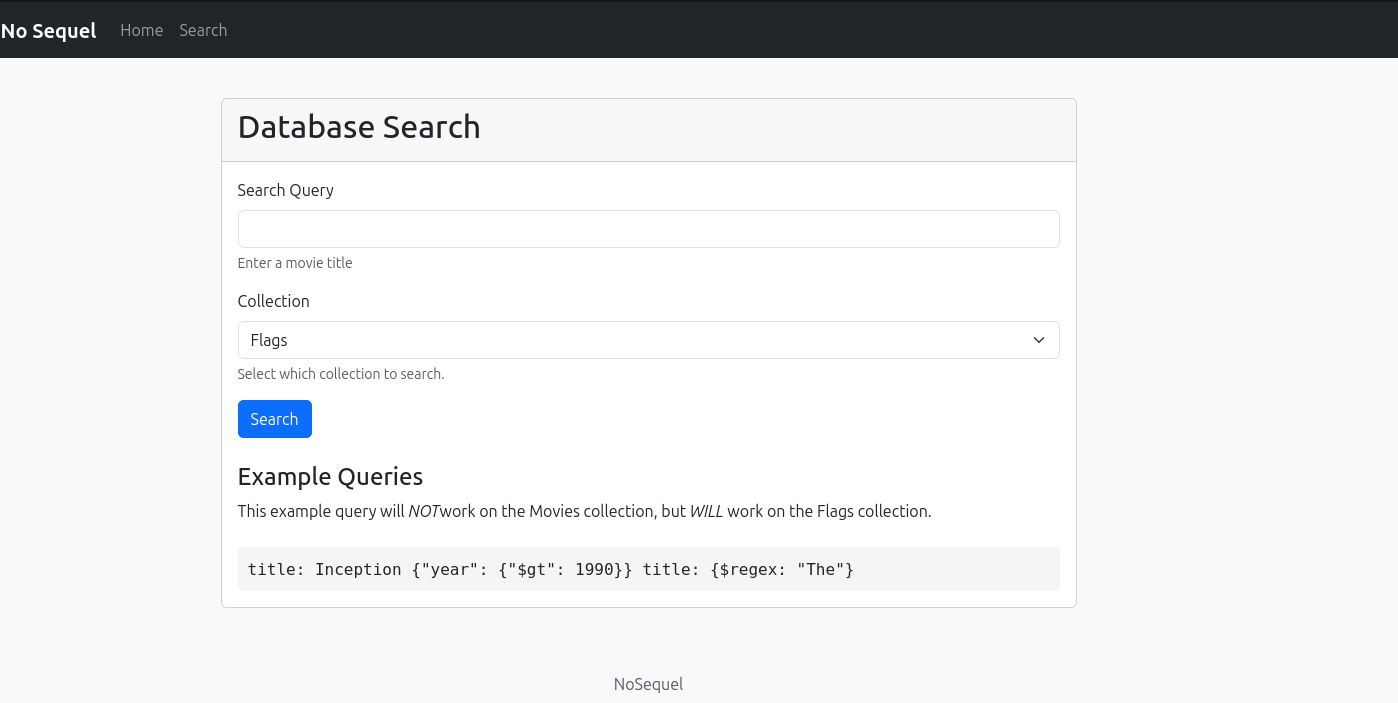 No Sequel Home Search
Database Search
Search Query
Enter a movie title
Collection
Flags
Select which collection to search.
Search
Example Queries
This example query will NOTwork on the Movies collection, but WILL work on the Flags collection.
title: Inception {"year": {"$gt": 1990}} title: {$regex: "The"}
NoSequel